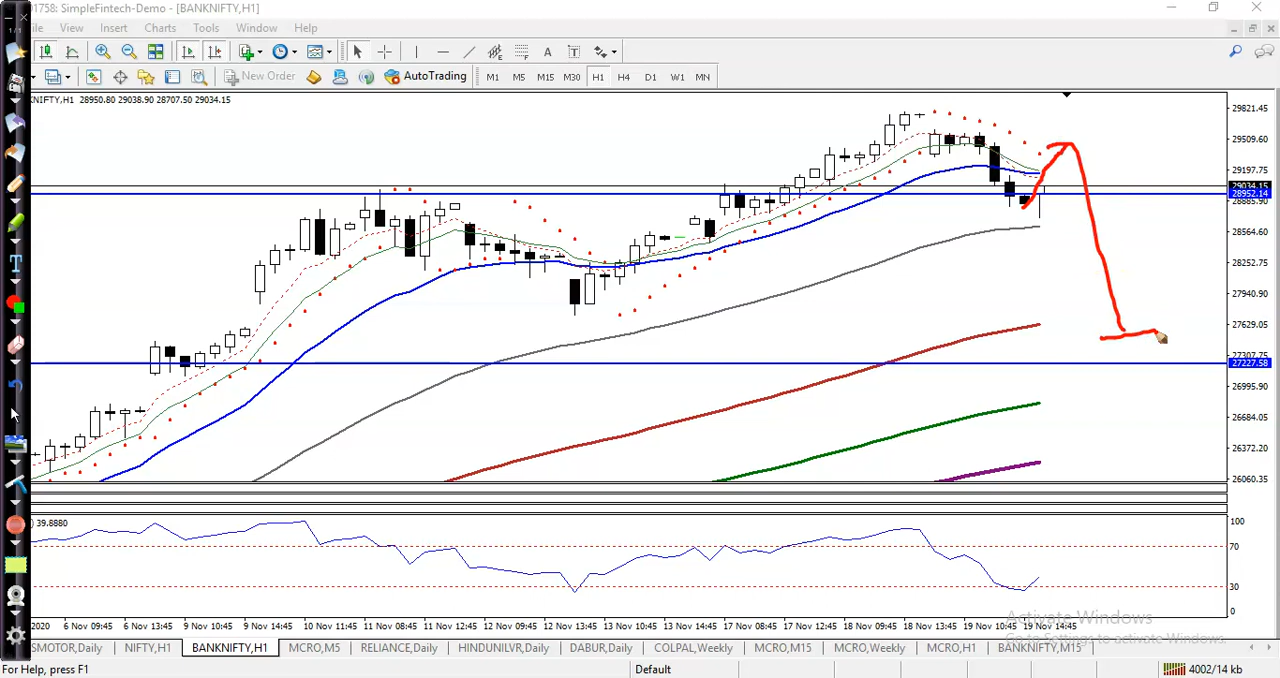 01758: SimpleFintech-Demo - [BANKNIFTY,H1]
ile View Insert Charts Tools Window Help
New Order AutoTrading M1 M5 M15 M30 H1 H4 D1 W1 MN
KNIFTY,H1 28950.80 29038.90 28707.50 29034.15
29821.45
29509.60
29197.75
29034.15
28952.14
28885.90
28564.60
28252.75
27940.90
27629.05
27307.75
27227.58
26995.90
26684.05
26372.20
26060.35
39.8880
100
70
30
0
2020 6 Nov 09:45 6 Nov 13:45 9 Nov 10:45 9 Nov 14:45 10 Nov 11:45 11 Nov 08:45 11 Nov 12:45 12 Nov 09:45 12 Nov 13:45 13 Nov 10:45 13 Nov 14:45 17 Nov 08:45 17 Nov 12:45 18 Nov 09:45 18 Nov 13:45 19 Nov 10:45 19 Nov 14:45
Activate Windows
Go to Settings to activate Windows.
SMOTOR,Daily NIFTY,H1 BANKNIFTY,H1 MCRO,M5 RELIANCE,Daily HINDUNILVR,Daily DABUR,Daily COLPAL,Weekly MCRO,M15 MCRO,Weekly MCRO,H1 BANKNIFTY,M15
For Help, press F1 Default 4002/14 kb